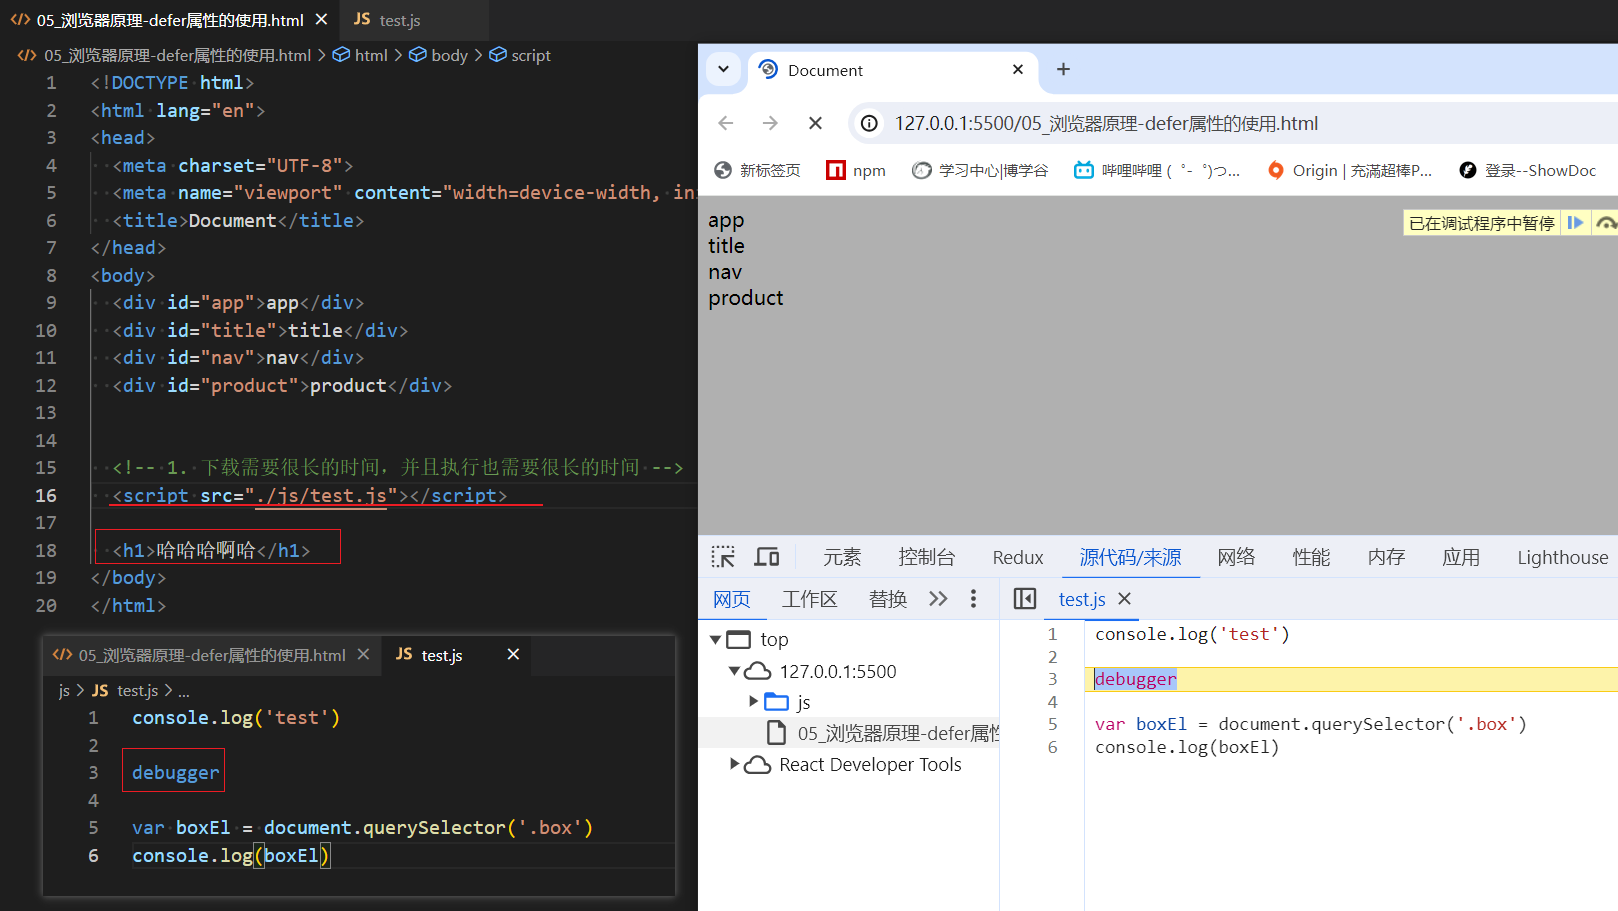 05_浏览器原理-defer属性的使用.html
JS test.js
05_浏览器原理-defer属性的使用.html > html > body > script
1 <!DOCTYPE html>
2 <html lang="en">
3 <head>
4 <meta charset="UTF-8">
5 <meta name="viewport" content="width=device-width, in
6 <title>Document</title>
7 </head>
8 <body>
9 <div id="app">app</div>
10 <div id="title">title</div>
11 <div id="nav">nav</div>
12 <div id="product">product</div>
13
14
15 <!-- 1. 下载需要很长的时间，并且执行也需要很长的时间 -->
16 <script src="./js/test.js"></script>
17
18 <h1>哈哈哈啊哈</h1>
19 </body>
20 </html>
05_浏览器原理-defer属性的使用.html
JS test.js
js > JS test.js > ...
1 console.log('test')
2
3 debugger
4
5 var boxEl = document.querySelector('.box')
6 console.log(boxEl)
Document
127.0.0.1:5500/05_浏览器原理-defer属性的使用.html
新标签页
npm
学习中心|博学谷
哔哩哔哩 (゜-゜)つ...
Origin | 充满超棒P...
登录--ShowDoc
app
title
nav
product
已在调试程序中暂停
元素
控制台
Redux
源代码/来源
网络
性能
内存
应用
Lighthouse
网页
工作区
替换
test.js
top
127.0.0.1:5500
js
05_浏览器原理-defer属性
React Developer Tools
1 console.log('test')
2
3 debugger
4
5 var boxEl = document.querySelector('.box')
6 console.log(boxEl)